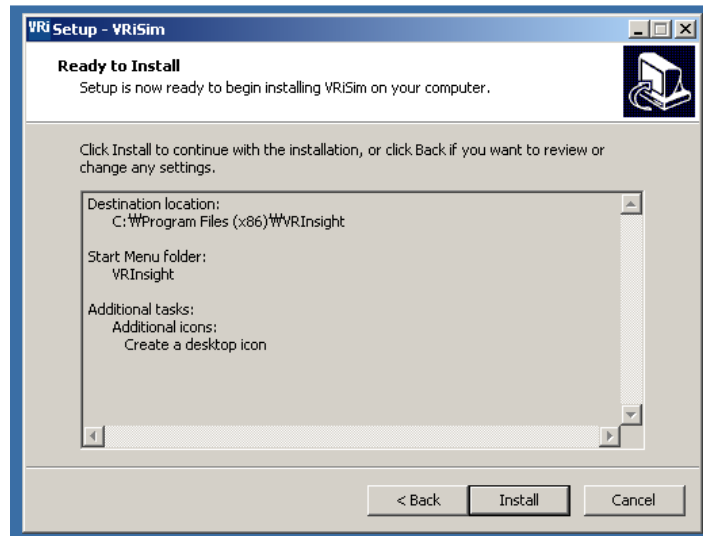 VRi Setup - VRiSim
Ready to Install
Setup is now ready to begin installing VRiSim on your computer.
Click Install to continue with the installation, or click Back if you want to review or
change any settings.
Destination location:
C:₩Program Files (x86)₩VRInsight
Start Menu folder:
VRInsight
Additional tasks:
Additional icons:
Create a desktop icon
< Back Install Cancel